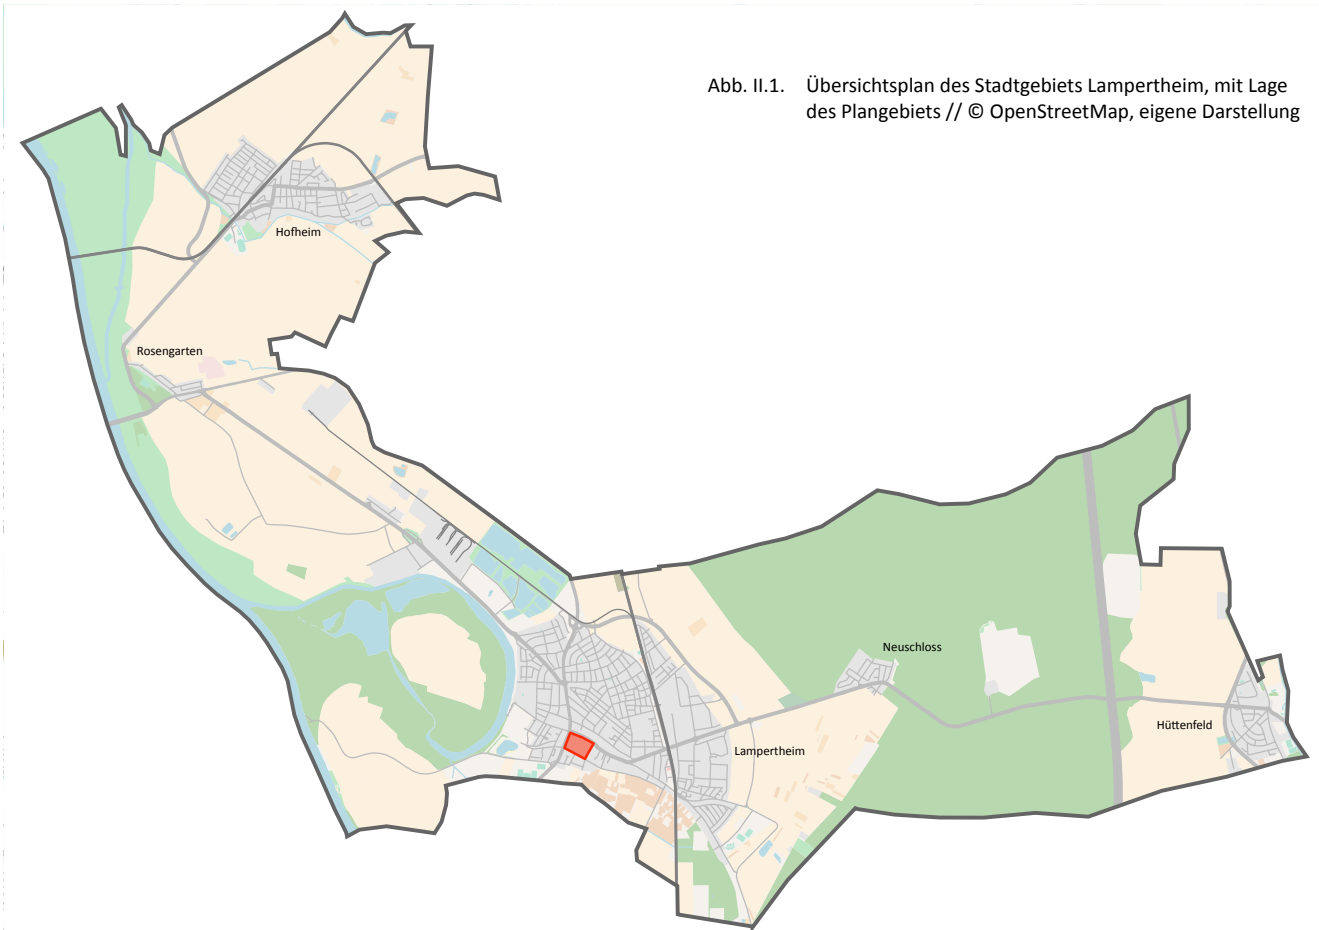 Abb. II.1. Übersichtsplan des Stadtgebiets Lampertheim, mit Lage
des Plangebiets // © OpenStreetMap, eigene Darstellung
Hofheim
Rosengarten
Neuschloss
Hüttenfeld
Lampertheim